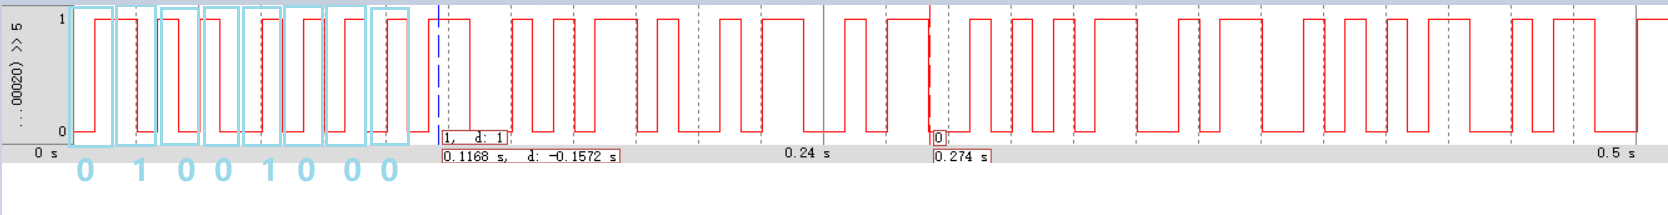 ...00020) >> 5
1
0
1, d: 1
0
0 s
0.1168 s, d: -0.1572 s
0.24 s
0.274 s
0.5 s
0 1 0 0 1 0 0 0